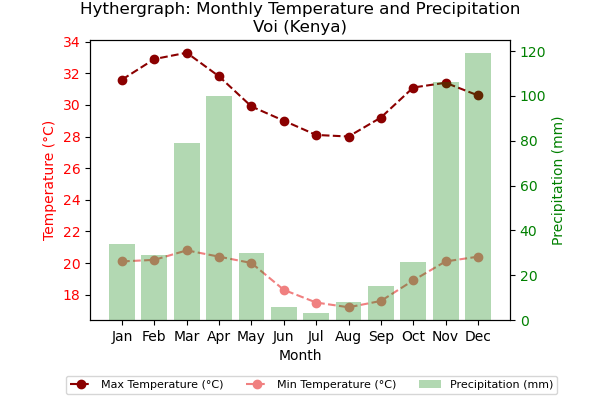 Hythergraph: Monthly Temperature and Precipitation
Voi (Kenya)
Temperature (°C)
34
32
30
28
26
24
22
20
18
120
100
80
60
40
20
0
Precipitation (mm)
Jan Feb Mar Apr May Jun Jul Aug Sep Oct Nov Dec
Month
Max Temperature (°C) Min Temperature (°C) Precipitation (mm)